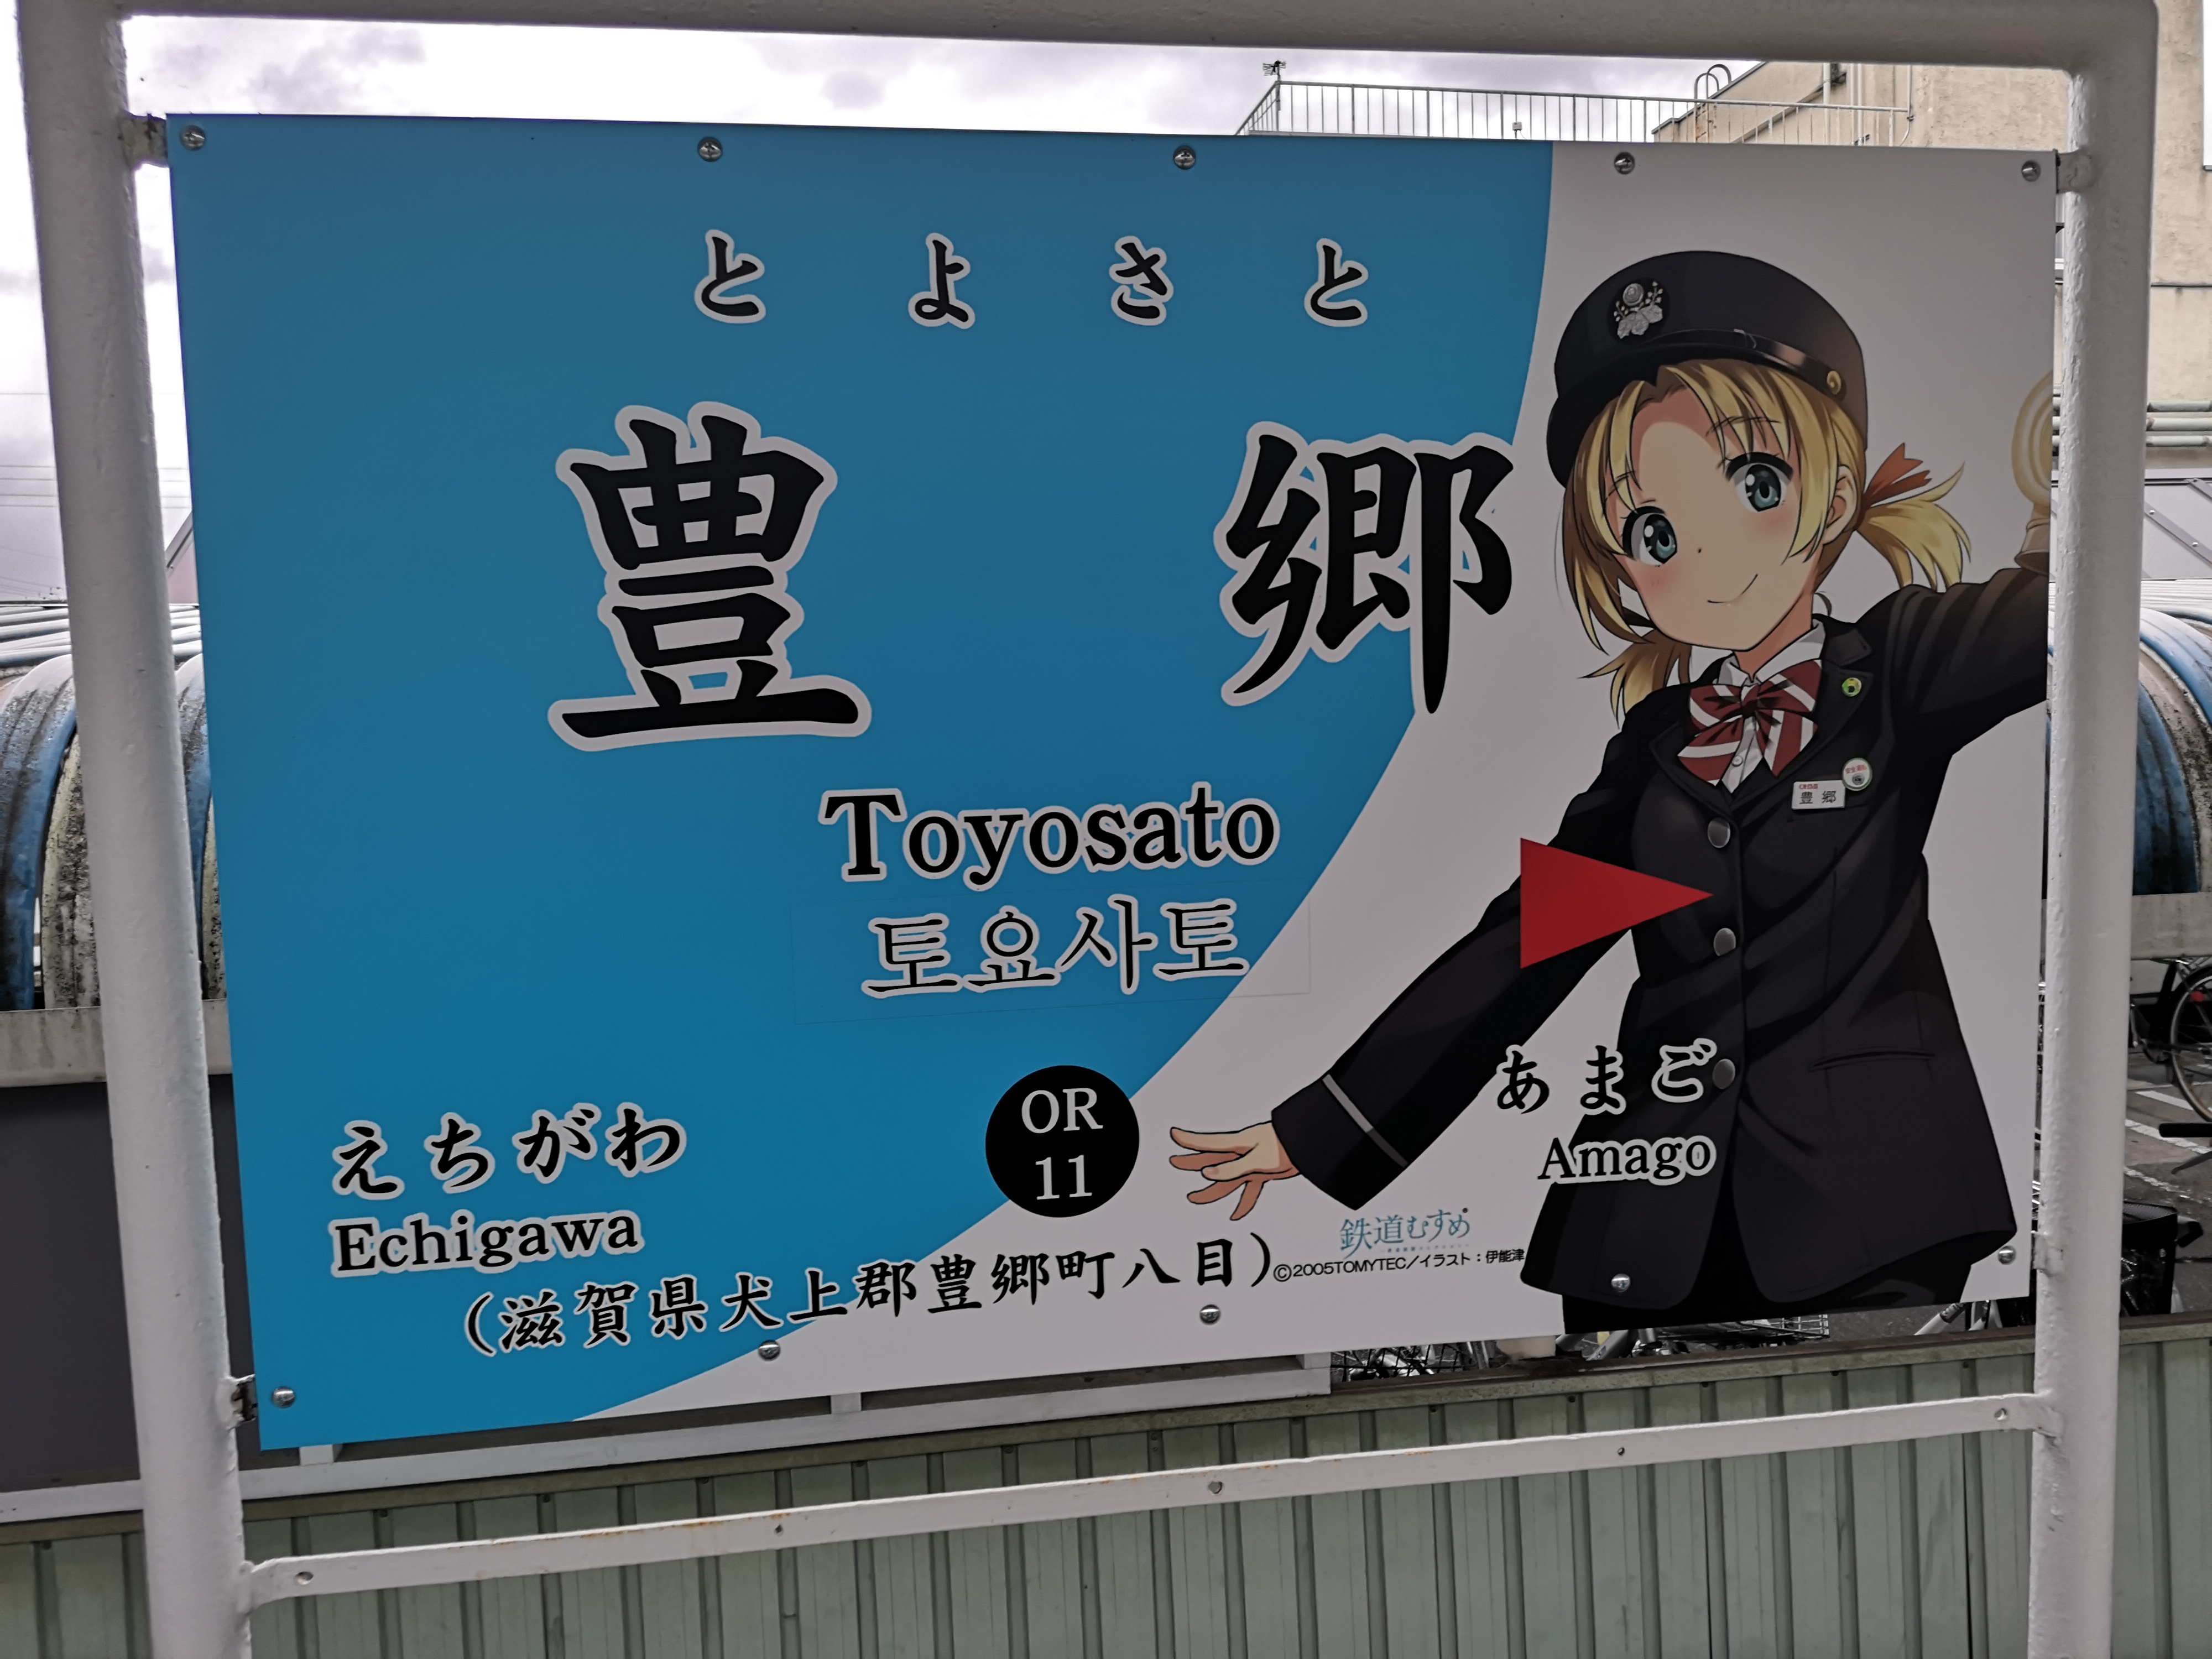 とよさと
豊郷
Toyosato
토요사토
OR
11
えちがわ
Echigawa
あまご
Amago
(滋賀県犬上郡豊郷町八目)
鉄道むすめ
©2005TOMYTEC/イラスト:伊能津
豊郷